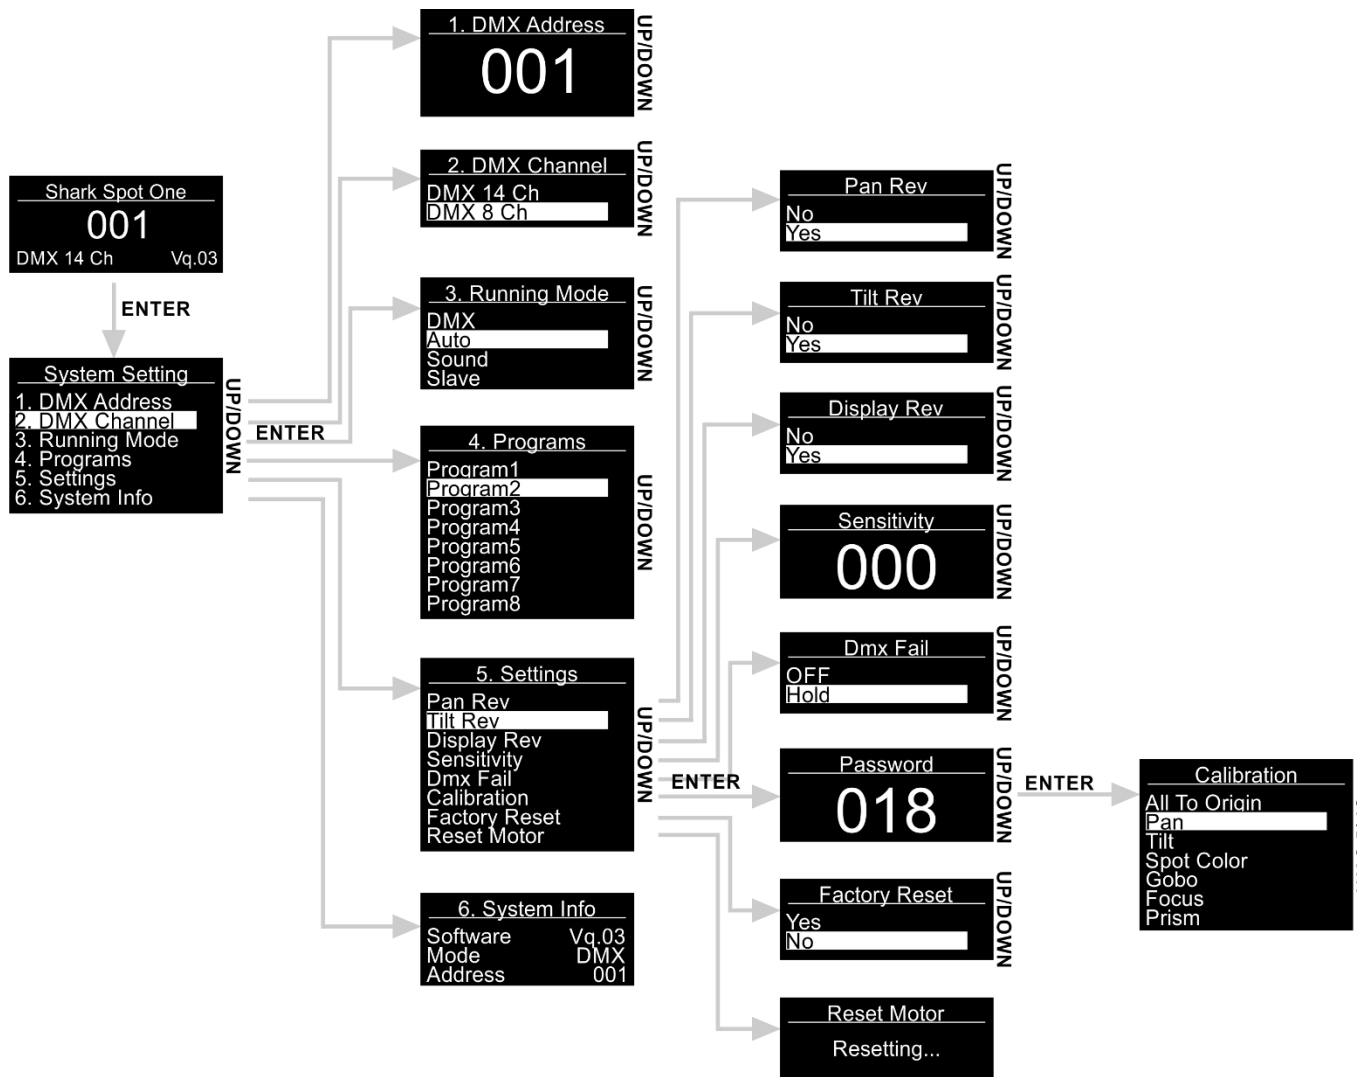 Shark Spot One
001
DMX 14 Ch Vq.03
ENTER
System Setting
1. DMX Address
2. DMX Channel
3. Running Mode
4. Programs
5. Settings
6. System Info
UP/DOWN
ENTER
1. DMX Address
001
UP/DOWN
2. DMX Channel
DMX 14 Ch
DMX 8 Ch
UP/DOWN
3. Running Mode
DMX
Auto
Sound
Slave
UP/DOWN
4. Programs
Program1
Program2
Program3
Program4
Program5
Program6
Program7
Program8
UP/DOWN
5. Settings
Pan Rev
Tilt Rev
Display Rev
Sensitivity
Dmx Fail
Calibration
Factory Reset
Reset Motor
UP/DOWN
ENTER
6. System Info
Software Vq.03
Mode DMX
Address 001
Pan Rev
No
Yes
UP/DOWN
Tilt Rev
No
Yes
UP/DOWN
Display Rev
No
Yes
UP/DOWN
Sensitivity
000
UP/DOWN
Dmx Fail
OFF
Hold
UP/DOWN
Password
018
UP/DOWN
ENTER
Factory Reset
Yes
No
UP/DOWN
Reset Motor
Resetting...
Calibration
All To Origin
Pan
Tilt
Spot Color
Gobo
Focus
Prism